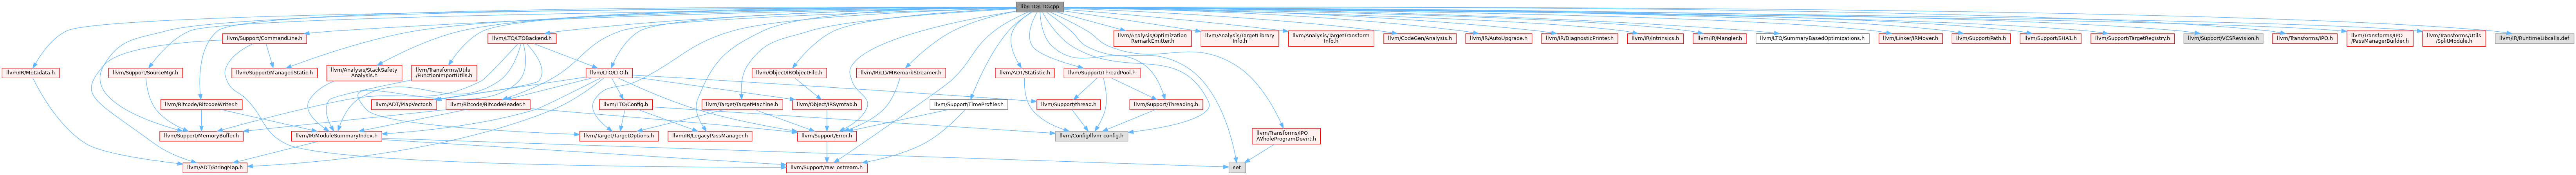 lib/LTO/LTO.cpp
llvm/Support/CommandLine.h
llvm/LTO/LTOBackend.h
llvm/Analysis/Optimization
RemarkEmitter.h
llvm/Analysis/TargetLibrary
Info.h
llvm/Analysis/TargetTransform
Info.h
llvm/CodeGen/Analysis.h
llvm/IR/AutoUpgrade.h
llvm/IR/DiagnosticPrinter.h
llvm/IR/Intrinsics.h
llvm/IR/Mangler.h
llvm/LTO/SummaryBasedOptimizations.h
llvm/Linker/IRMover.h
llvm/Support/Path.h
llvm/Support/SHA1.h
llvm/Support/TargetRegistry.h
llvm/Support/VCSRevision.h
llvm/Transforms/IPO.h
llvm/Transforms/IPO
/PassManagerBuilder.h
llvm/Transforms/Utils
/SplitModule.h
llvm/IR/RuntimeLibcalls.def
llvm/IR/Metadata.h
llvm/Support/SourceMgr.h
llvm/Support/ManagedStatic.h
llvm/Analysis/StackSafety
Analysis.h
llvm/Transforms/Utils
/FunctionImportUtils.h
llvm/LTO/LTO.h
llvm/Object/IRObjectFile.h
llvm/IR/LLVMRemarkStreamer.h
llvm/ADT/Statistic.h
llvm/Support/ThreadPool.h
llvm/Bitcode/BitcodeWriter.h
llvm/ADT/MapVector.h
llvm/Bitcode/BitcodeReader.h
llvm/LTO/Config.h
llvm/Target/TargetMachine.h
llvm/Object/IRSymtab.h
llvm/Support/TimeProfiler.h
llvm/Support/thread.h
llvm/Support/Threading.h
llvm/Support/MemoryBuffer.h
llvm/IR/ModuleSummaryIndex.h
llvm/Target/TargetOptions.h
llvm/IR/LegacyPassManager.h
llvm/Support/Error.h
llvm/Config/llvm-config.h
llvm/Transforms/IPO
/WholeProgramDevirt.h
llvm/ADT/StringMap.h
llvm/Support/raw_ostream.h
set